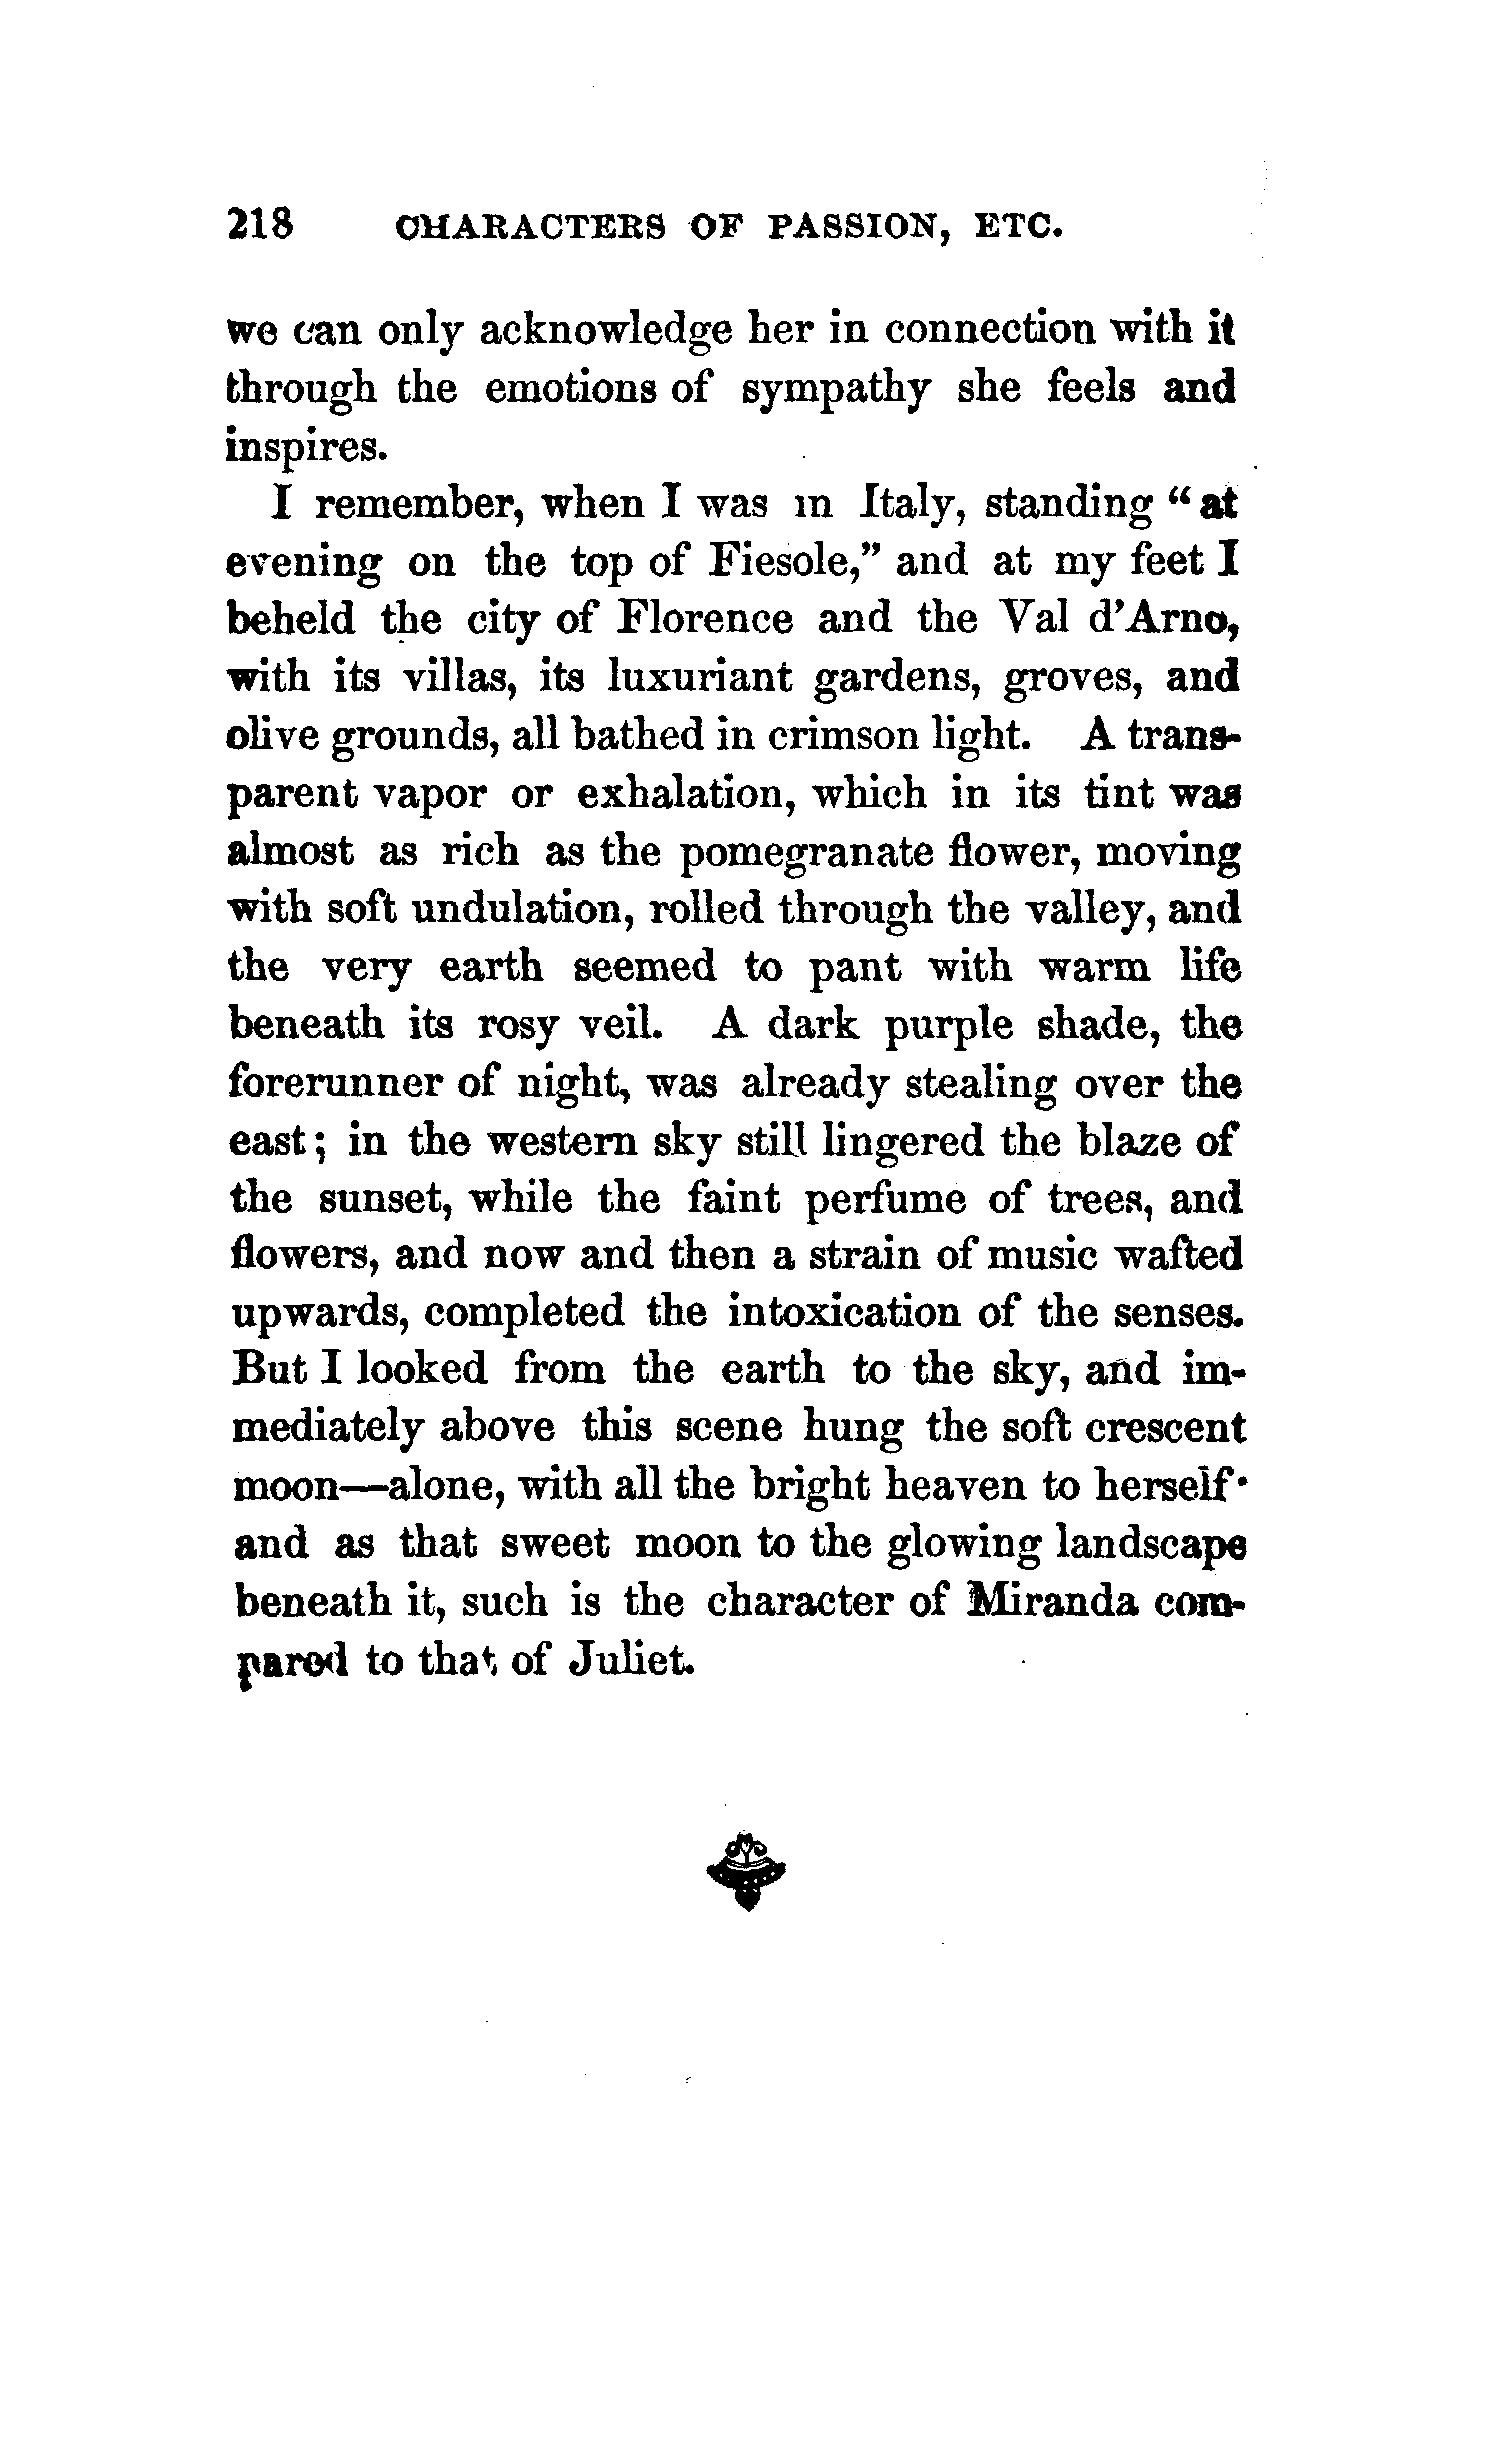 218 CHARACTERS OF PASSION, ETC.
we can only acknowledge her in connection with it
through the emotions of sympathy she feels and
inspires.
I remember, when I was in Italy, standing “at
evening on the top of Fiesole,” and at my feet I
beheld the city of Florence and the Val d’Arno,
with its villas, its luxuriant gardens, groves, and
olive grounds, all bathed in crimson light. A trans-
parent vapor or exhalation, which in its tint was
almost as rich as the pomegranate flower, moving
with soft undulation, rolled through the valley, and
the very earth seemed to pant with warm life
beneath its rosy veil. A dark purple shade, the
forerunner of night, was already stealing over the
east; in the western sky still lingered the blaze of
the sunset, while the faint perfume of trees, and
flowers, and now and then a strain of music wafted
upwards, completed the intoxication of the senses.
But I looked from the earth to the sky, and im-
mediately above this scene hung the soft crescent
moon—alone, with all the bright heaven to herself·
and as that sweet moon to the glowing landscape
beneath it, such is the character of Miranda com-
pared to that of Juliet.